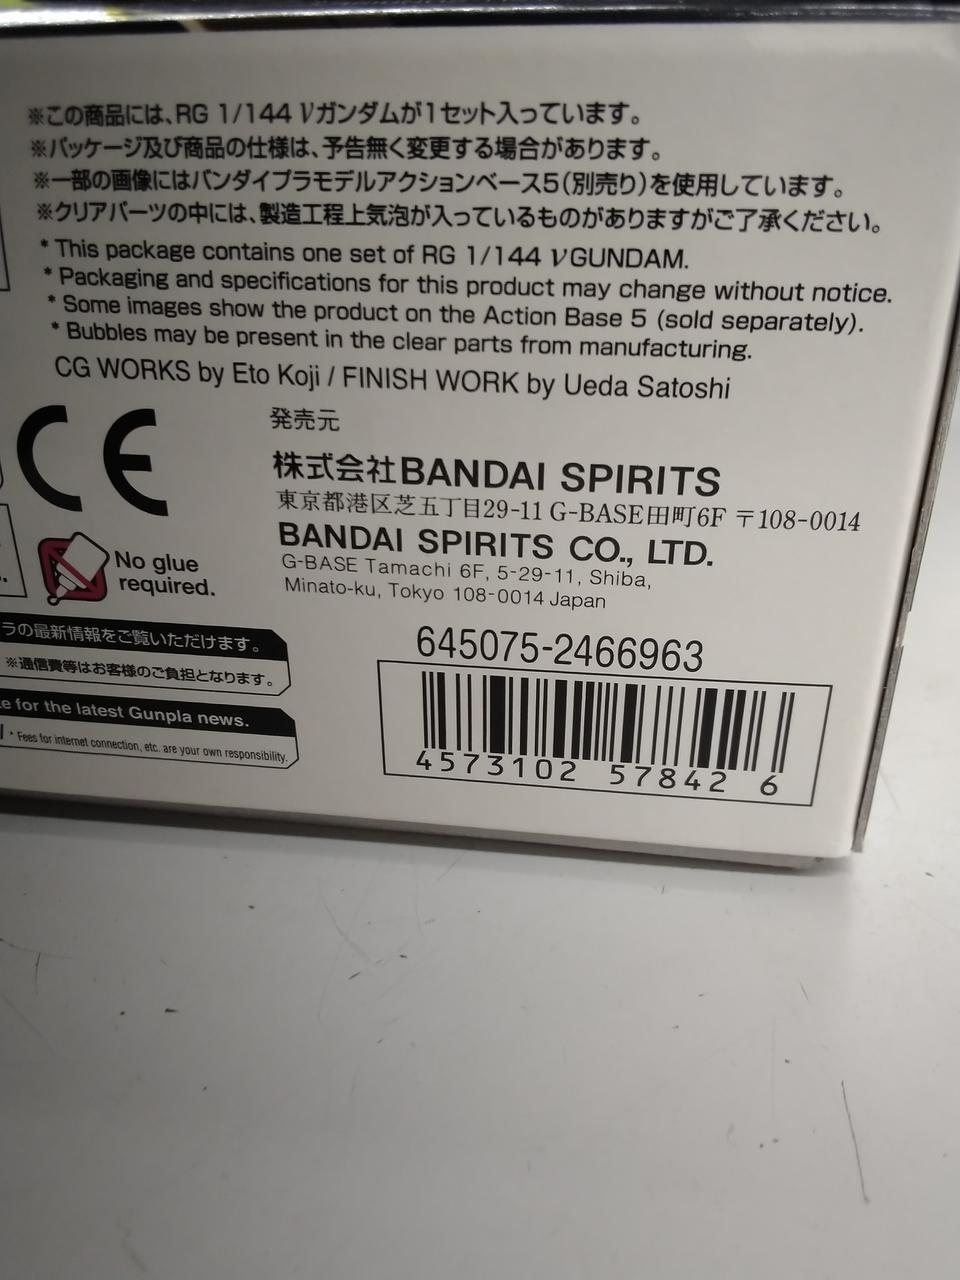 ※この商品には、RG 1/144 νガンダムが1セット入っています。
※パッケージ及び商品の仕様は、予告無く変更する場合があります。
※一部の画像にはバンダイプラモデルアクションベース5(別売り)を使用しています。
※クリアパーツの中には、製造工程上気泡が入っているものがありますがご了承ください。
* This package contains one set of RG 1/144 νGUNDAM.
* Packaging and specifications for this product may change without notice.
* Some images show the product on the Action Base 5 (sold separately).
* Bubbles may be present in the clear parts from manufacturing.
CG WORKS by Eto Koji / FINISH WORK by Ueda Satoshi
CE
発売元
株式会社BANDAI SPIRITS
東京都港区芝五丁目29-11 G-BASE田町6F 〒108-0014
BANDAI SPIRITS CO., LTD.
G-BASE Tamachi 6F, 5-29-11, Shiba,
Minato-ku, Tokyo 108-0014 Japan
No glue
required.
ラの最新情報をご覧いただけます。
※通信費等はお客様のご負担となります。
for the latest Gunpla news.
* Fees for internet connection, etc. are your own responsibility.
645075-2466963
4573102 57842 6